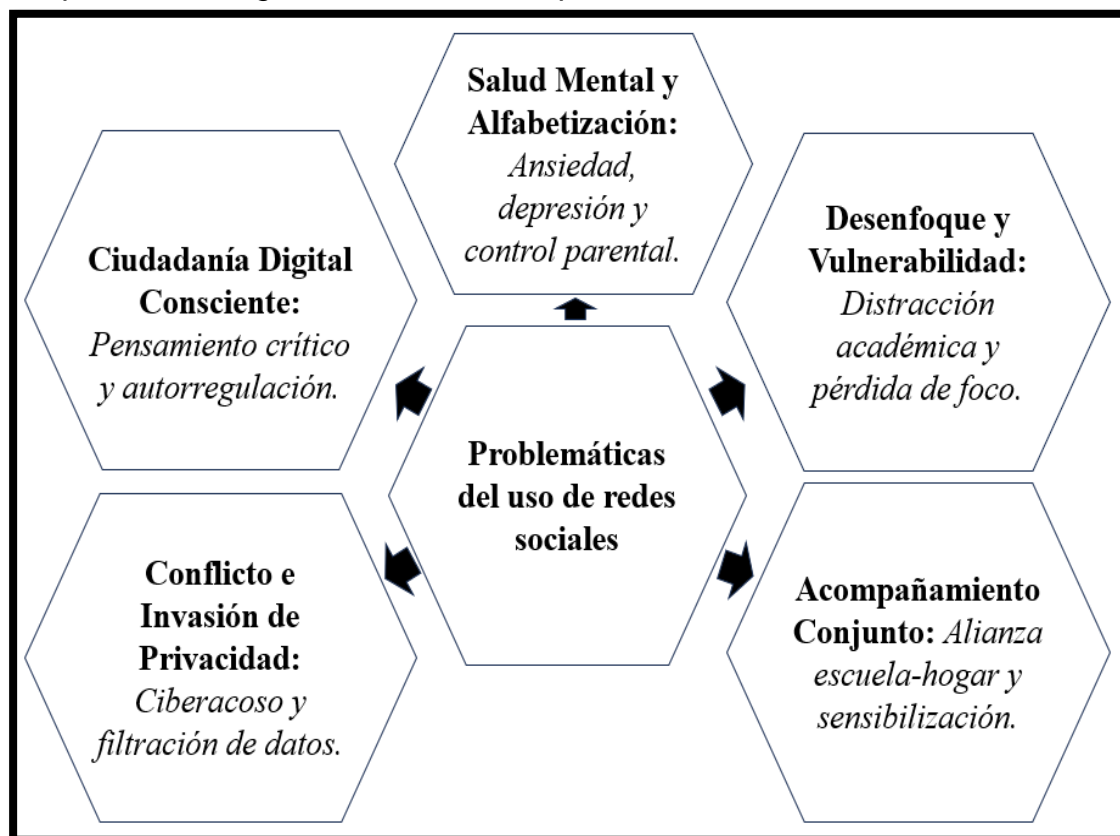 Salud Mental y
Alfabetización:
Ansiedad,
depresión y
control parental.
Ciudadanía Digital
Consciente:
Pensamiento crítico
y autorregulación.
Desenfoque y
Vulnerabilidad:
Distracción
académica y
pérdida de foco.
Problemáticas
del uso de redes
sociales
Conflicto e
Invasión de
Privacidad:
Ciberacoso y
filtración de datos.
Acompañamiento
Conjunto: Alianza
escuela-hogar y
sensibilización.